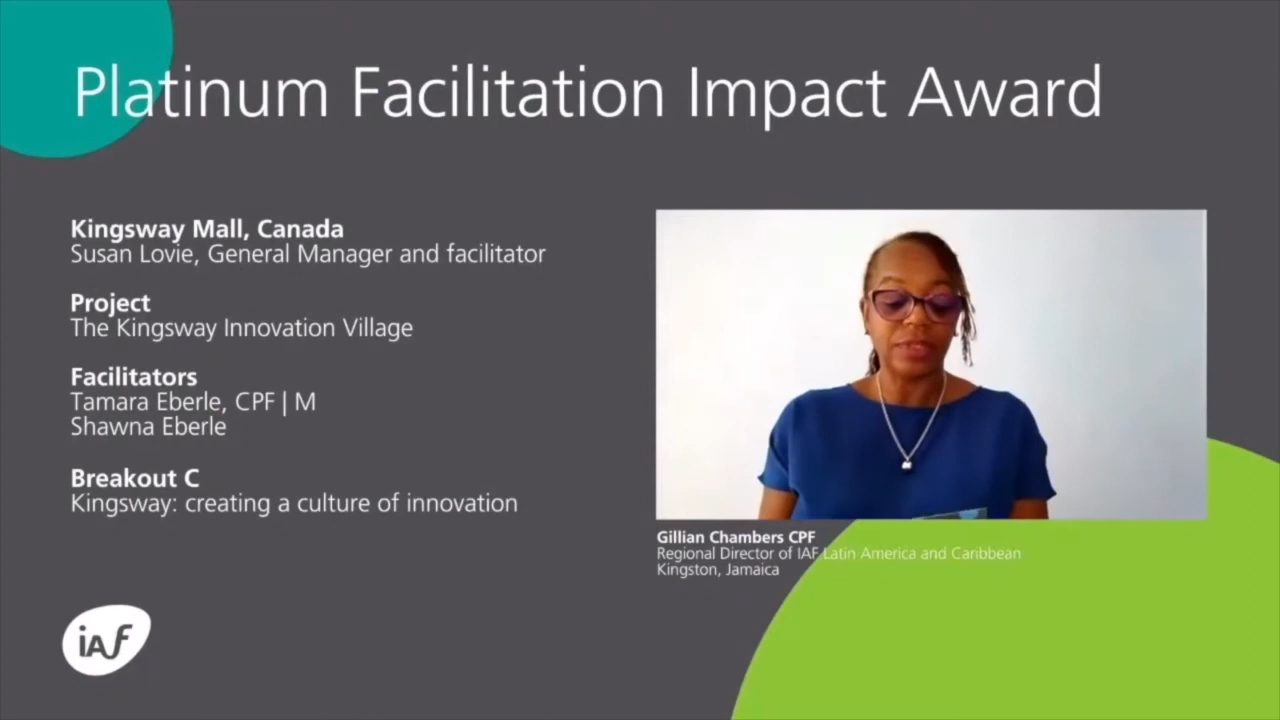 Platinum Facilitation Impact Award
Kingsway Mall, Canada
Susan Lovie, General Manager and facilitator
Project
The Kingsway Innovation Village
Facilitators
Tamara Eberle, CPF | M
Shawna Eberle
Breakout C
Kingsway: creating a culture of innovation
Gillian Chambers CPF
Regional Director of IAF Latin America and Caribbean
Kingston, Jamaica
iAF